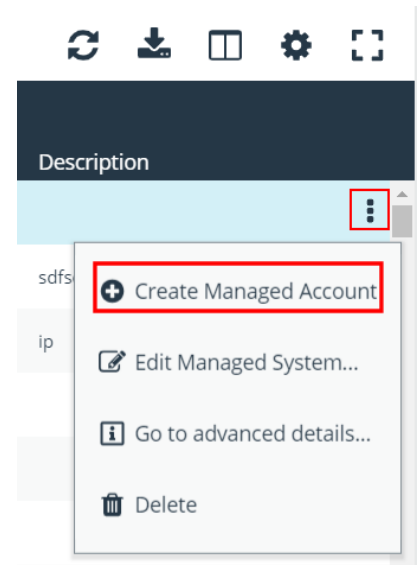 Description
sdfs
Create Managed Account
ip
Edit Managed System...
Go to advanced details...
Delete